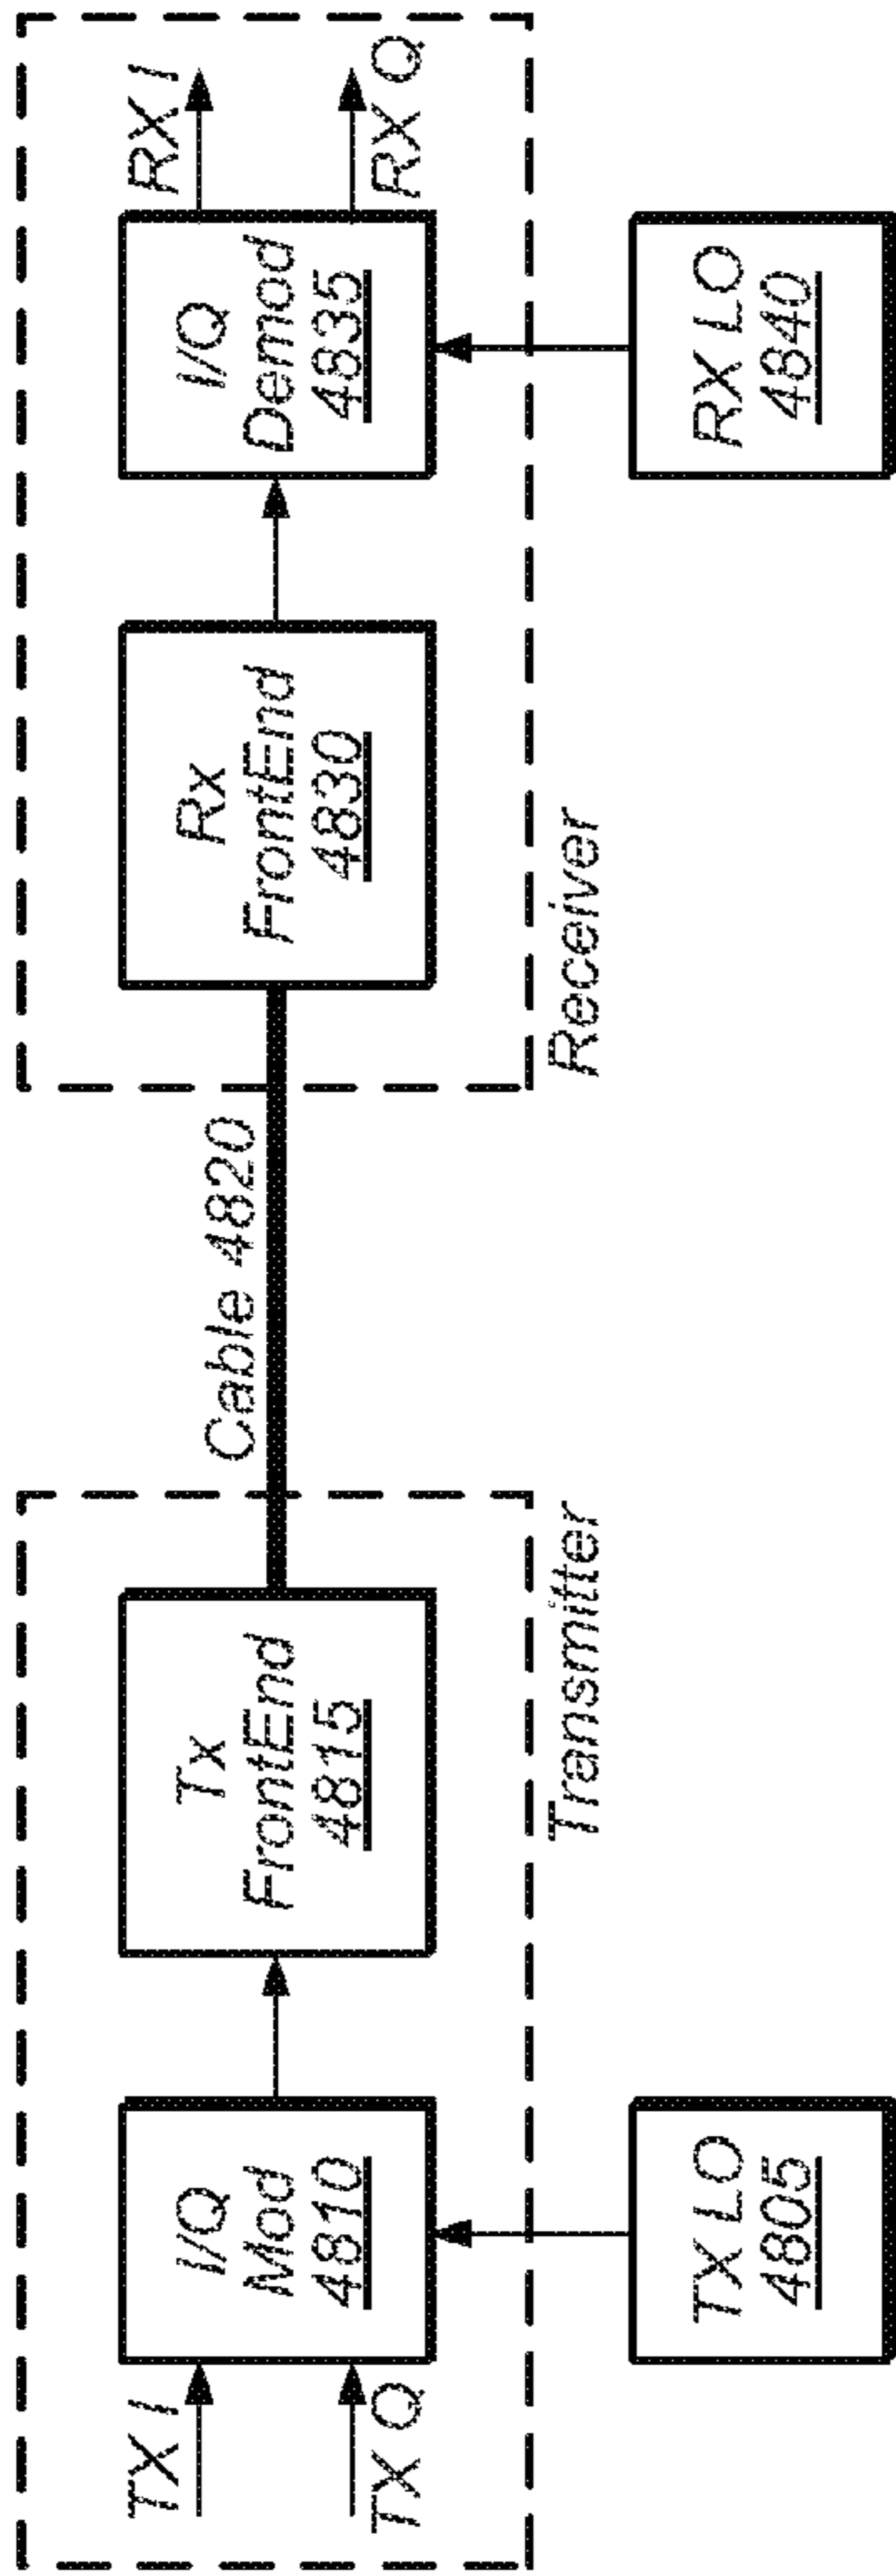 TX I
TX Q
I/Q
Mod
4810
TX LO
4805
Tx
FrontEnd
4815
Transmitter
Cable 4820
Rx
FrontEnd
4830
Receiver
I/Q
Demod
4835
RX LO
4840
RX I
RX Q